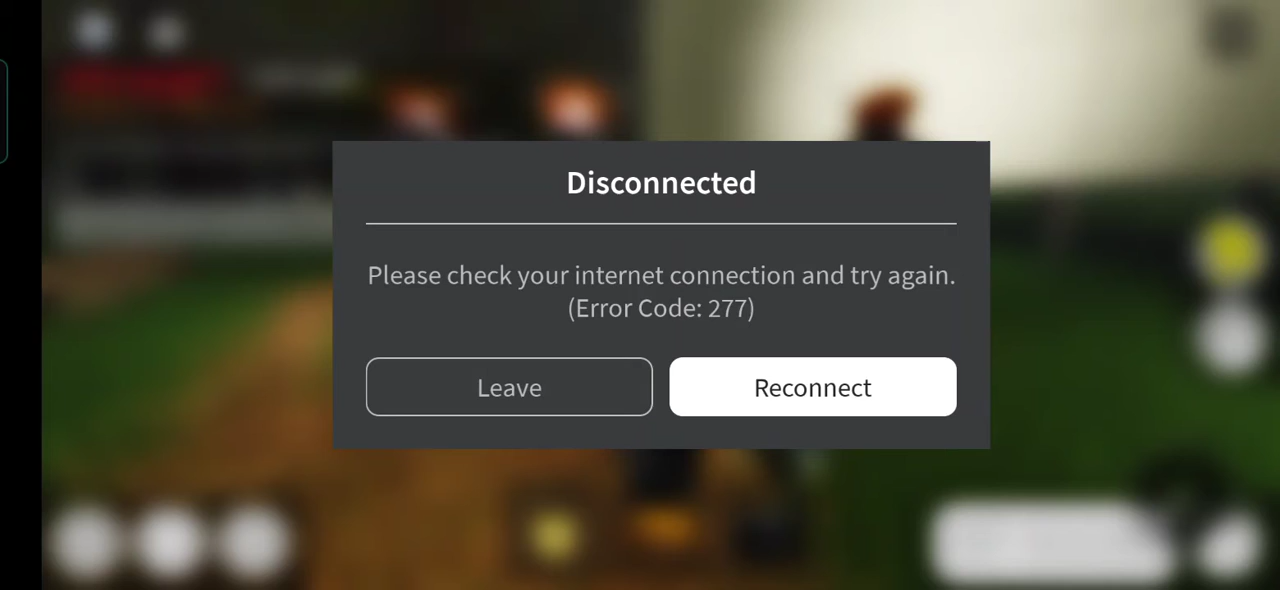 Disconnected
Please check your internet connection and try again.
(Error Code: 277)
Leave
Reconnect